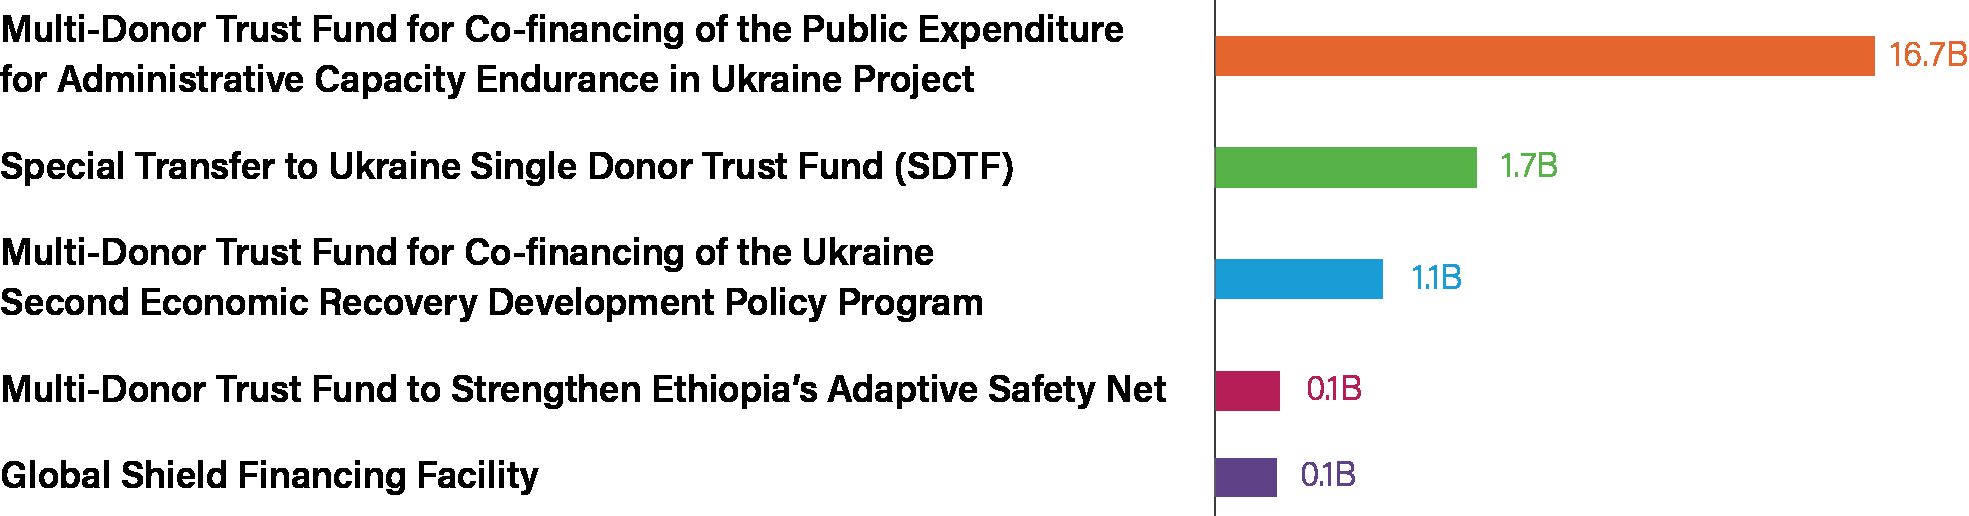 Multi-Donor Trust Fund for Co-financing of the Public Expenditure
for Administrative Capacity Endurance in Ukraine Project
16.7B
Special Transfer to Ukraine Single Donor Trust Fund (SDTF)
1.7B
Multi-Donor Trust Fund for Co-financing of the Ukraine
Second Economic Recovery Development Policy Program
1.1B
Multi-Donor Trust Fund to Strengthen Ethiopia’s Adaptive Safety Net
0.1B
Global Shield Financing Facility
0.1B